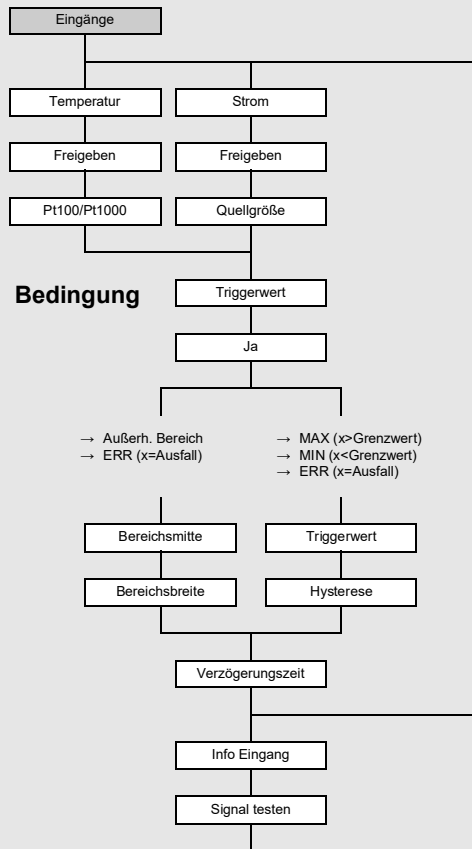 Eingänge
Temperatur
Strom
Freigeben
Freigeben
Pt100/Pt1000
Quellgröße
Bedingung
Triggerwert
Ja
→ Außerh. Bereich
→ ERR (x=Ausfall)
→ MAX (x>Grenzwert)
→ MIN (x<Grenzwert)
→ ERR (x=Ausfall)
Bereichsmitte
Triggerwert
Bereichsbreite
Hysterese
Verzögerungszeit
Info Eingang
Signal testen